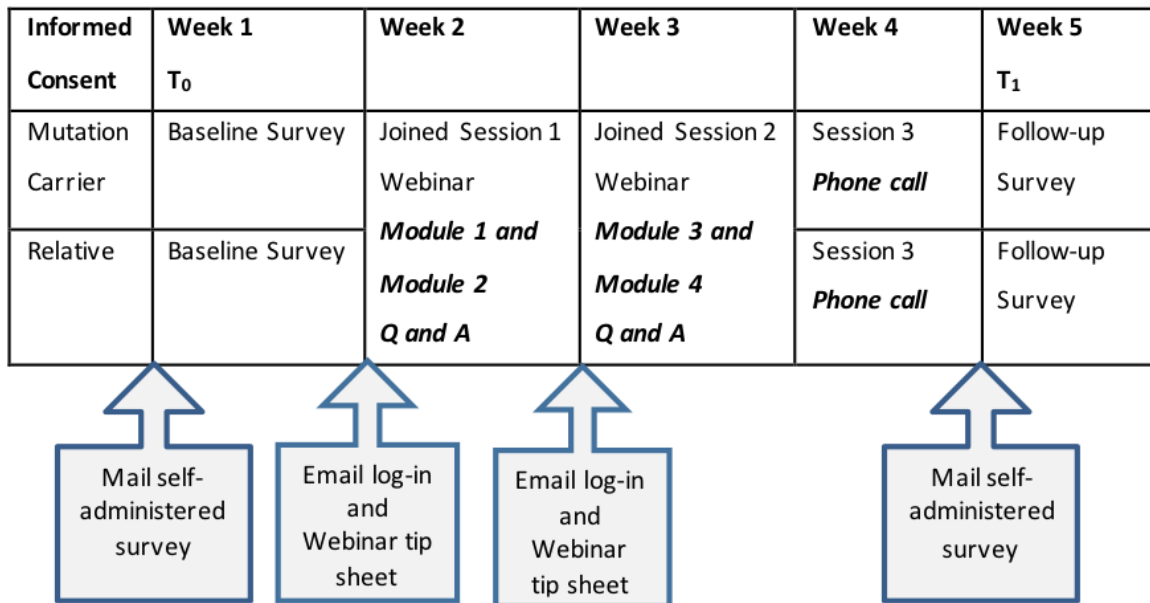 Informed
Consent
Week 1
T₀
Week 2
Week 3
Week 4
Week 5
T₁
Mutation
Carrier
Baseline Survey
Joined Session 1
Webinar
Module 1 and
Module 2
Q and A
Joined Session 2
Webinar
Module 3 and
Module 4
Q and A
Session 3
Phone call
Follow-up
Survey
Relative
Baseline Survey
Session 3
Phone call
Follow-up
Survey
Mail self-
administered
survey
Email log-in
and
Webinar tip
sheet
Email log-in
and
Webinar
tip sheet
Mail self-
administered
survey